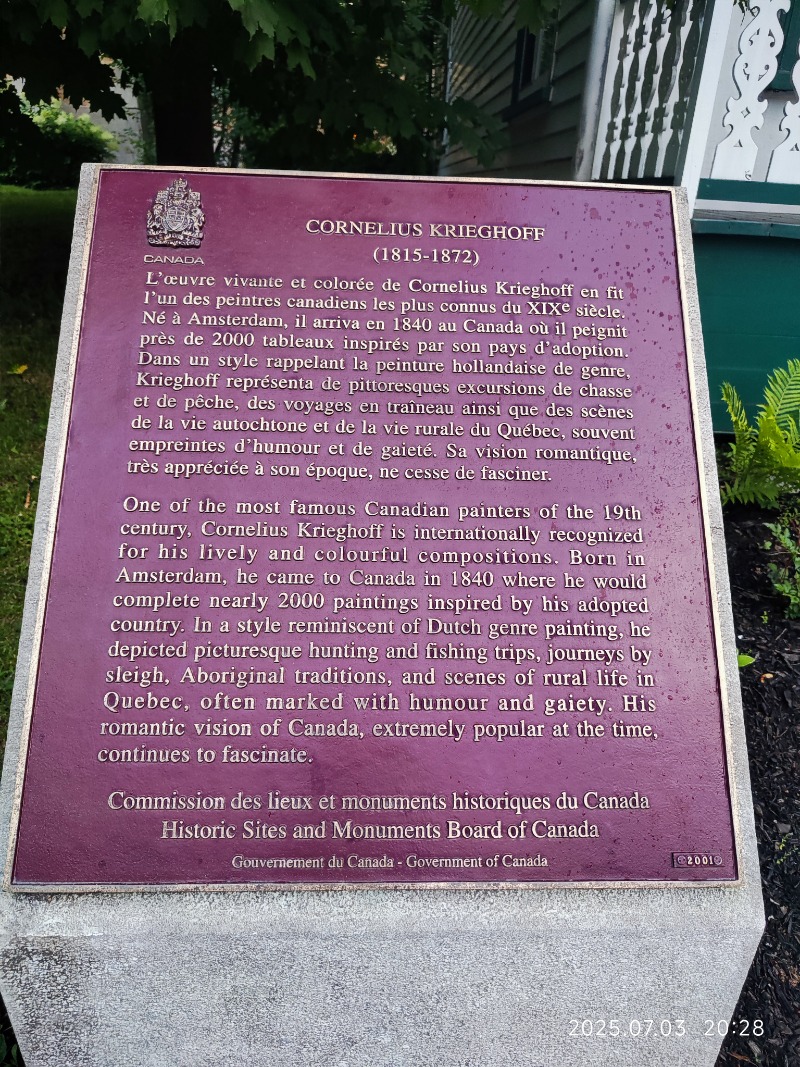 CANADA
CORNELIUS KRIEGHOFF
(1815-1872)
L'œuvre vivante et colorée de Cornelius Krieghoff en fit
l'un des peintres canadiens les plus connus du XIXe siècle.
Né à Amsterdam, il arriva en 1840 au Canada où il peignit
près de 2000 tableaux inspirés par son pays d'adoption.
Dans un style rappelant la peinture hollandaise de genre,
Krieghoff représenta de pittoresques excursions de chasse
et de pêche, des voyages en traîneau ainsi que des scènes
de la vie autochtone et de la vie rurale du Québec, souvent
empreintes d'humour et de gaieté. Sa vision romantique,
très appréciée à son époque, ne cesse de fasciner.
One of the most famous Canadian painters of the 19th
century, Cornelius Krieghoff is internationally recognized
for his lively and colourful compositions. Born in
Amsterdam, he came to Canada in 1840 where he would
complete nearly 2000 paintings inspired by his adopted
country. In a style reminiscent of Dutch genre painting, he
depicted picturesque hunting and fishing trips, journeys by
sleigh, Aboriginal traditions, and scenes of rural life in
Quebec, often marked with humour and gaiety. His
romantic vision of Canada, extremely popular at the time,
continues to fascinate.
Commission des lieux et monuments historiques du Canada
Historic Sites and Monuments Board of Canada
Gouvernement du Canada - Government of Canada
2001
2025.07.03 20:28